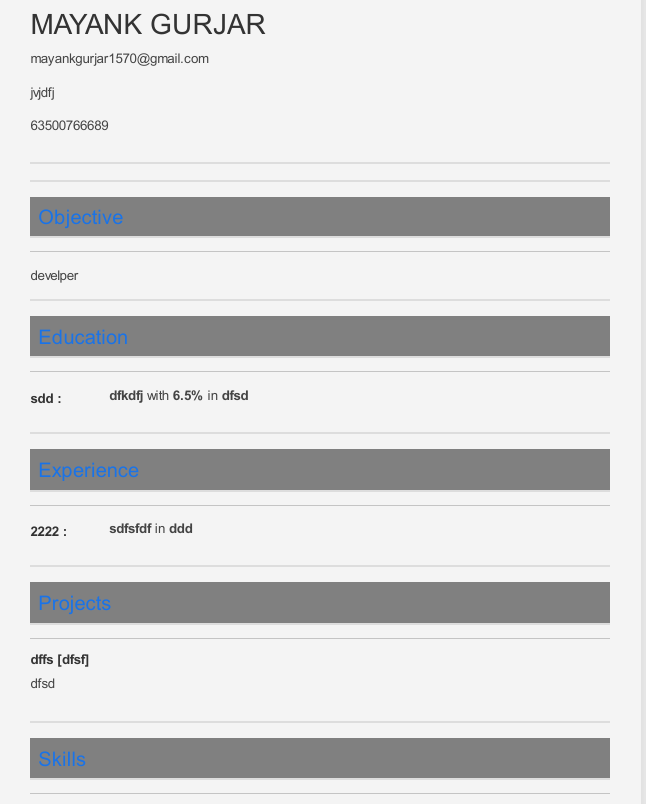 MAYANK GURJAR
mayankgurjar1570@gmail.com
jvjdfj
63500766689
Objective
develper
Education
sdd : dfkdfj with 6.5% in dfsd
Experience
2222 : sdfsfdf in ddd
Projects
dffs [dfsf]
dfsd
Skills